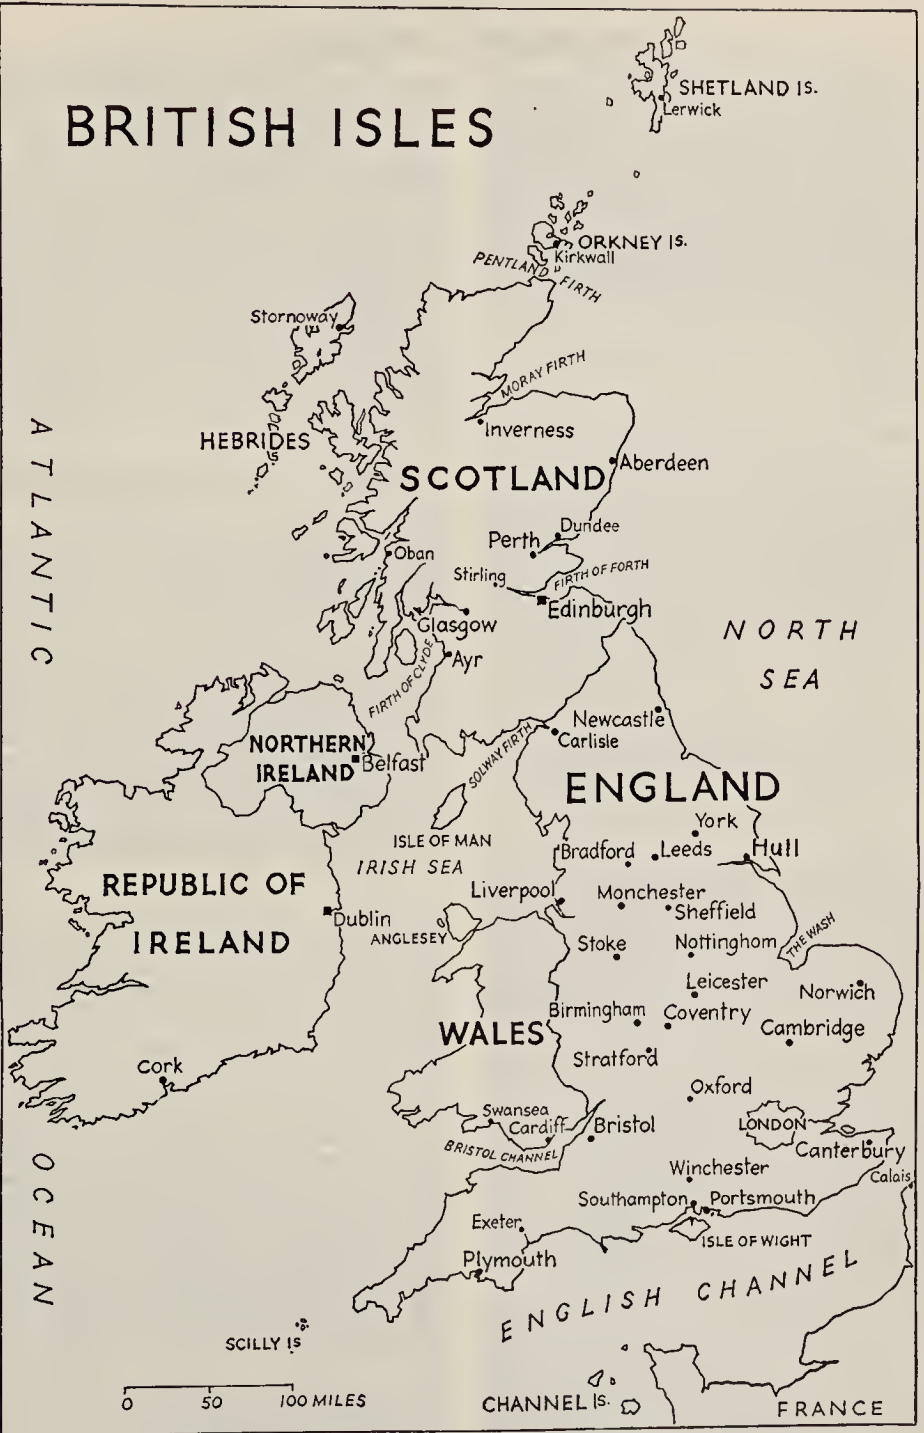 BRITISH ISLES
SHETLAND IS.
Lerwick
ORKNEY IS.
Kirkwall
PENTLAND FIRTH
Stornoway
MORAY FIRTH
Inverness
HEBRIDES
SCOTLAND
Aberdeen
Dundee
Perth
Oban
Stirling
FIRTH OF FORTH
Edinburgh
Glasgow
Ayr
FIRTH OF CLYDE
NORTH
SEA
ATLANTIC
Newcastle
Carlisle
SOLWAY FIRTH
NORTHERN
IRELAND
Belfast
ENGLAND
ISLE OF MAN
York
Bradford
Leeds
Hull
IRISH SEA
REPUBLIC OF
IRELAND
Liverpool
Monchester
Sheffield
Dublin
ANGLESEY
Stoke
Nottingham
THE WASH
Leicester
Norwich
Birmingham
Coventry
WALES
Cambridge
Stratford
Cork
Oxford
Swansea
Cardiff
Bristol
LONDON
Canterbury
BRISTOL CHANNEL
Winchester
Calais
Southampton
Portsmouth
Exeter
ISLE OF WIGHT
Plymouth
OCEAN
ENGLISH CHANNEL
SCILLY IS
0 50 100 MILES
CHANNEL IS.
FRANCE